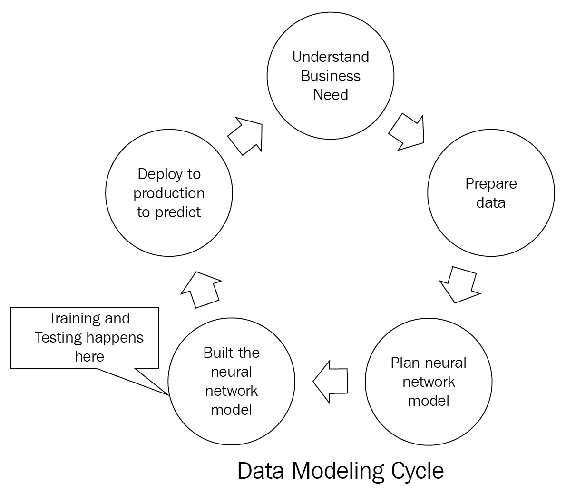 Understand
Business
Need
Prepare
data
Plan neural
network
model
Built the
neural
network
model
Training and
Testing happens
here
Deploy to
production
to predict
Data Modeling Cycle